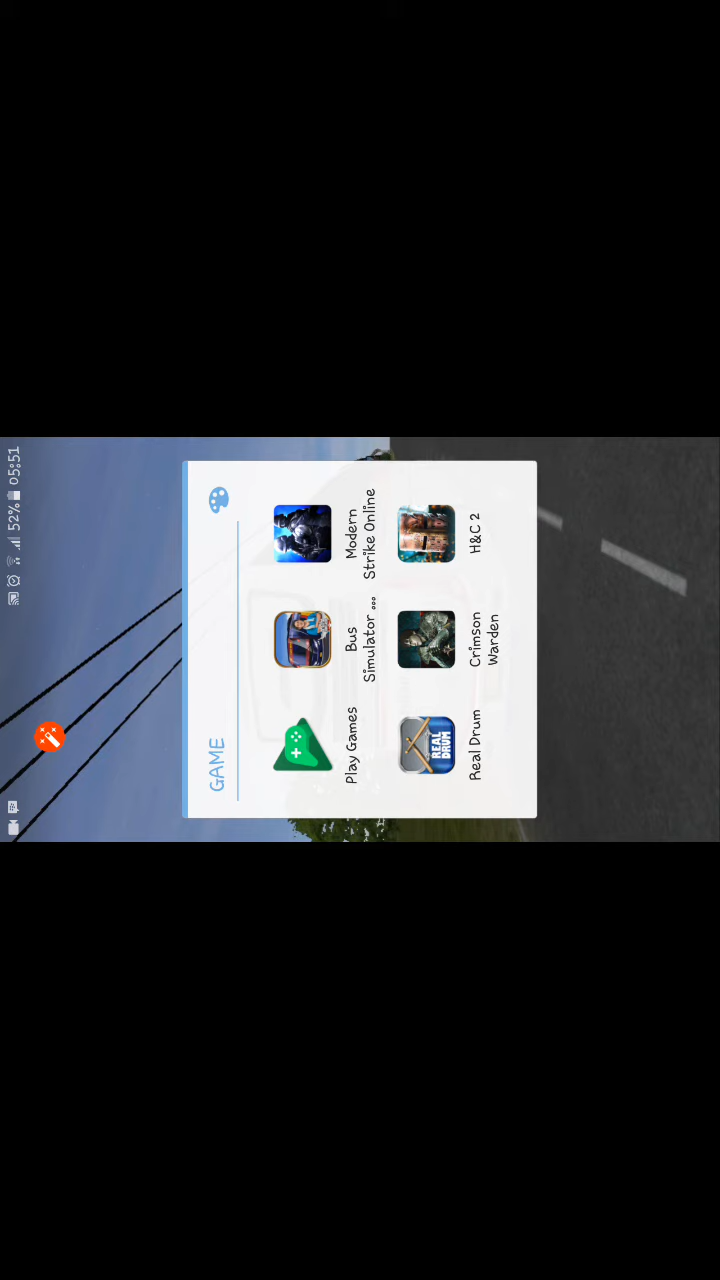 52% 05:51
GAME
Play Games
Bus
Simulator ...
Modern
Strike Online
REAL
DRUM
Real Drum
Crimson
Warden
H&C 2